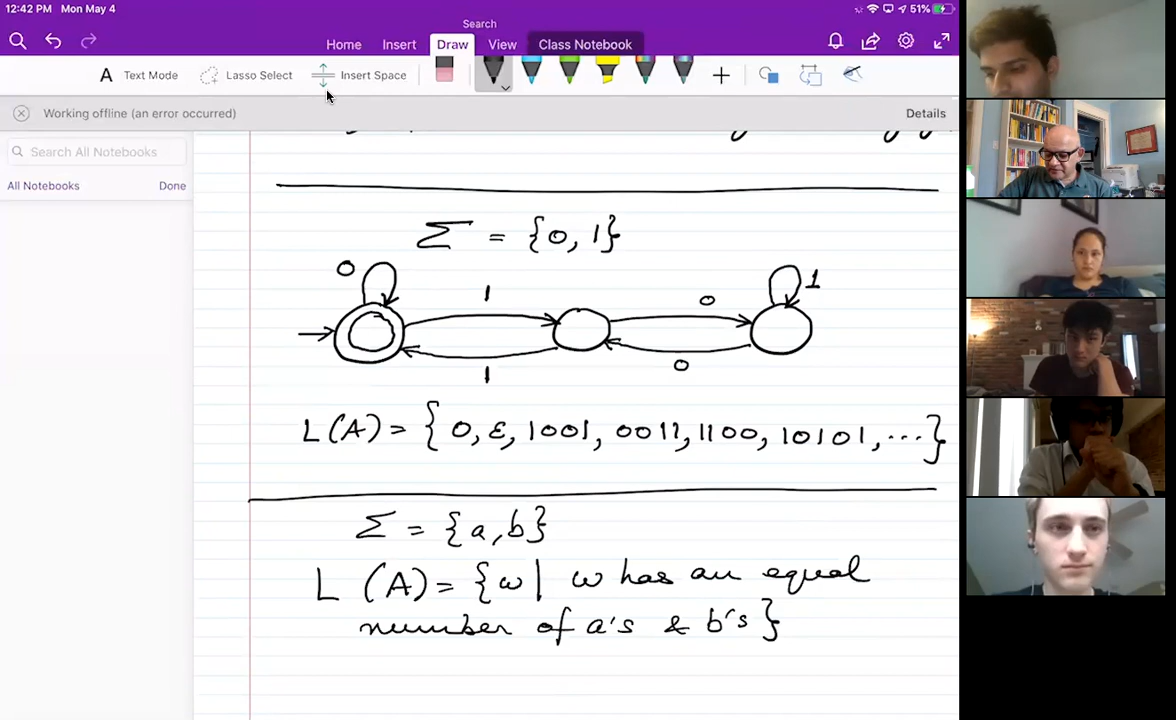 12:42 PM Mon May 4
51%
Search
Home Insert Draw View Class Notebook
A Text Mode Lasso Select Insert Space
Working offline (an error occurred) Details
Search All Notebooks
All Notebooks Done
Σ = {0, 1}
0 1 0 1
1 0
L(A) = { 0, ε, 1001, 0011, 1100, 10101, ...}
Σ = {a, b}
L (A) = {w | w has an equal
number of a's & b's }